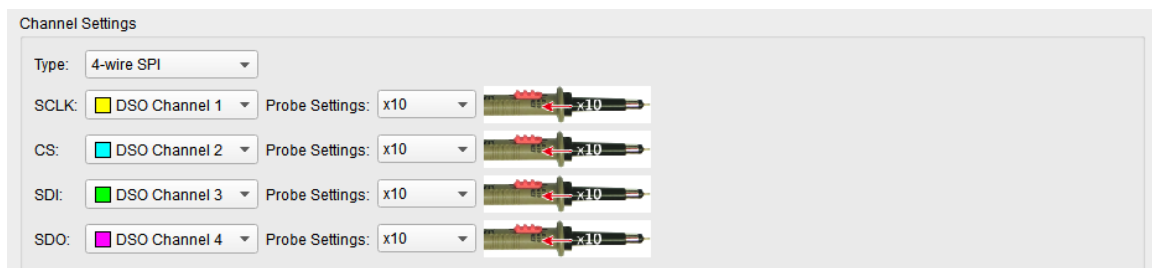 Channel Settings
Type: 4-wire SPI
SCLK: DSO Channel 1 Probe Settings: x10 x10
CS: DSO Channel 2 Probe Settings: x10 x10
SDI: DSO Channel 3 Probe Settings: x10 x10
SDO: DSO Channel 4 Probe Settings: x10 x10